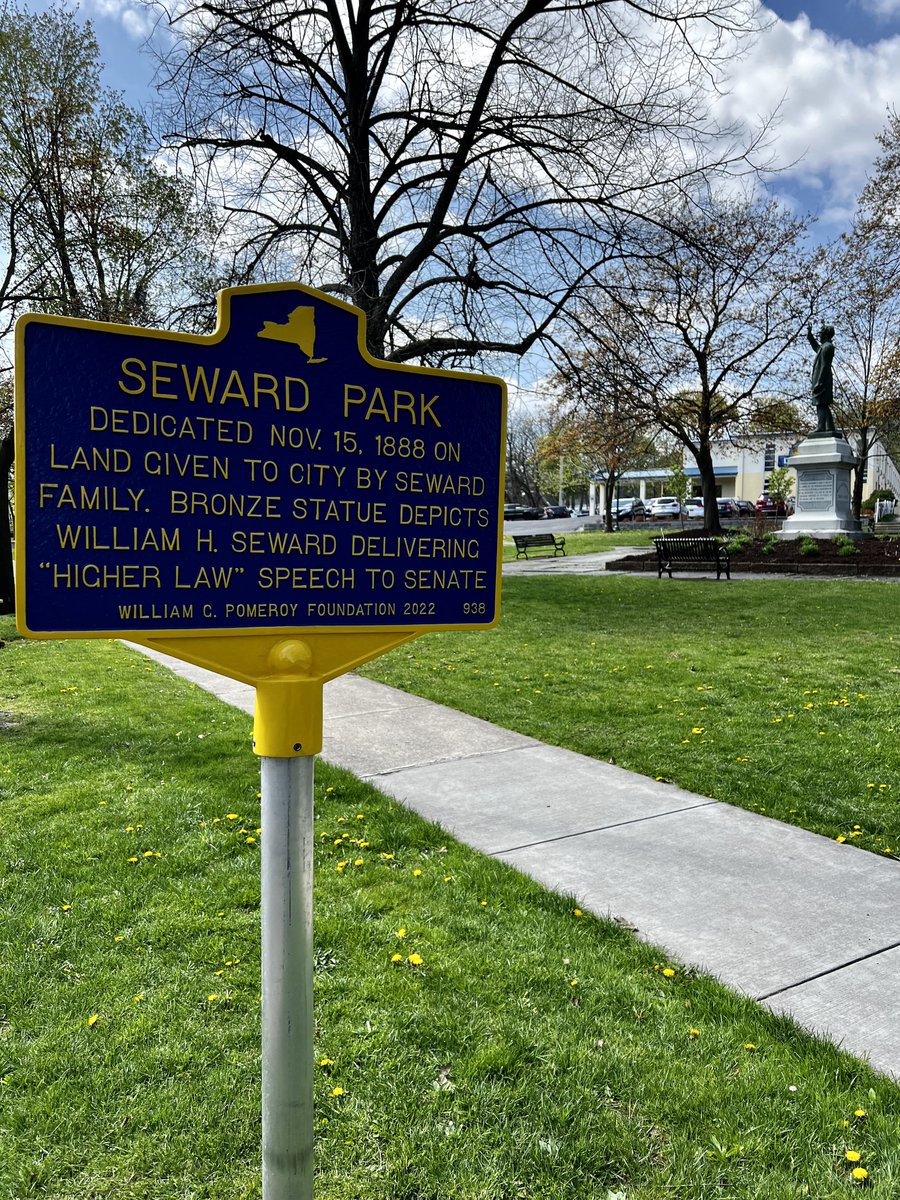 SEWARD PARK
DEDICATED NOV. 15, 1888 ON
LAND GIVEN TO CITY BY SEWARD
FAMILY. BRONZE STATUE DEPICTS
WILLIAM H. SEWARD DELIVERING
"HIGHER LAW" SPEECH TO SENATE
WILLIAM G. POMEROY FOUNDATION 2022 938